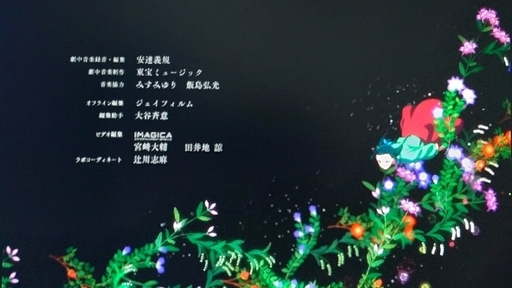 劇中音楽録音・編集 安達義規
劇中音楽制作 東宝ミュージック
音楽協力 みすみゆり 飯島弘光
オフライン編集 ジェイフィルム
編集助手 大谷斉意
ビデオ編集 IMAGICA
宮崎大輔 田井地 諒
ラボコーディネート 辻川志麻